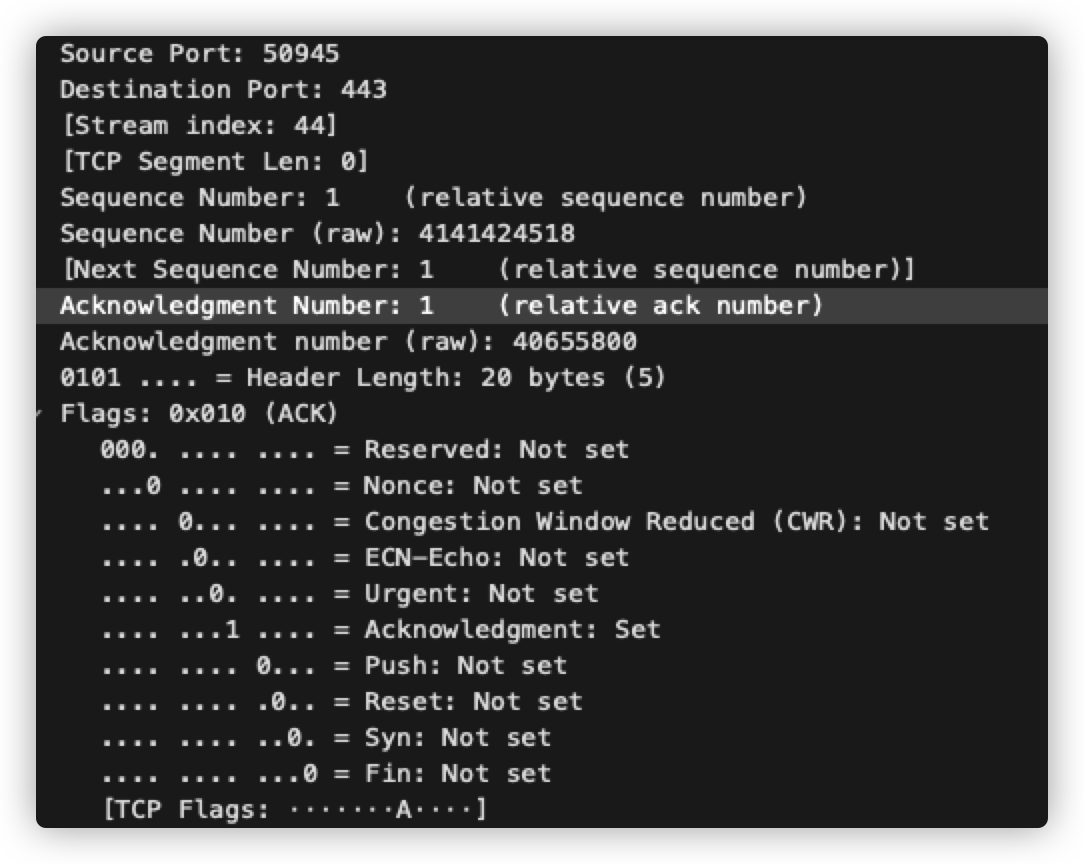 Source Port: 50945
Destination Port: 443
[Stream index: 44]
[TCP Segment Len: 0]
Sequence Number: 1    (relative sequence number)
Sequence Number (raw): 4141424518
[Next Sequence Number: 1    (relative sequence number)]
Acknowledgment Number: 1    (relative ack number)
Acknowledgment number (raw): 40655800
0101 .... = Header Length: 20 bytes (5)
Flags: 0x010 (ACK)
000. .... .... = Reserved: Not set
...0 .... .... = Nonce: Not set
.... 0... .... = Congestion Window Reduced (CWR): Not set
.... .0.. .... = ECN-Echo: Not set
.... ..0. .... = Urgent: Not set
.... ...1 .... = Acknowledgment: Set
.... .... 0... = Push: Not set
.... .... .0.. = Reset: Not set
.... .... ..0. = Syn: Not set
.... .... ...0 = Fin: Not set
[TCP Flags: ·······A····]